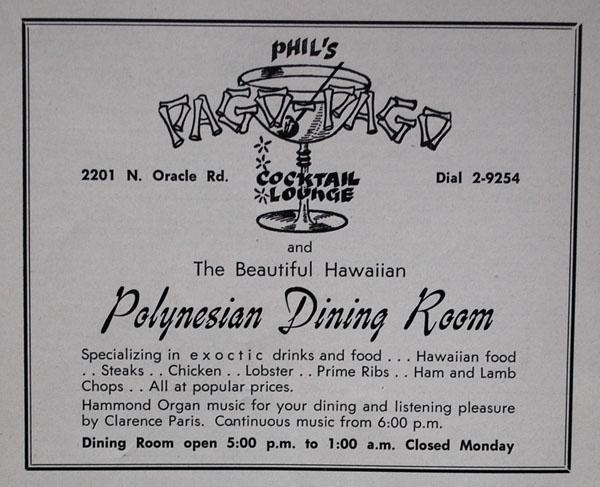 PHIL'S
PAGO-PAGO
2201 N. Oracle Rd.
COCKTAIL
LOUNGE
Dial 2-9254
and
The Beautiful Hawaiian
Polynesian Dining Room
Specializing in exoctic drinks and food . . . Hawaiian food
. . Steaks . . Chicken . . Lobster . . Prime Ribs . . Ham and Lamb
Chops . . All at popular prices.
Hammond Organ music for your dining and listening pleasure
by Clarence Paris. Continuous music from 6:00 p.m.
Dining Room open 5:00 p.m. to 1:00 a.m. Closed Monday